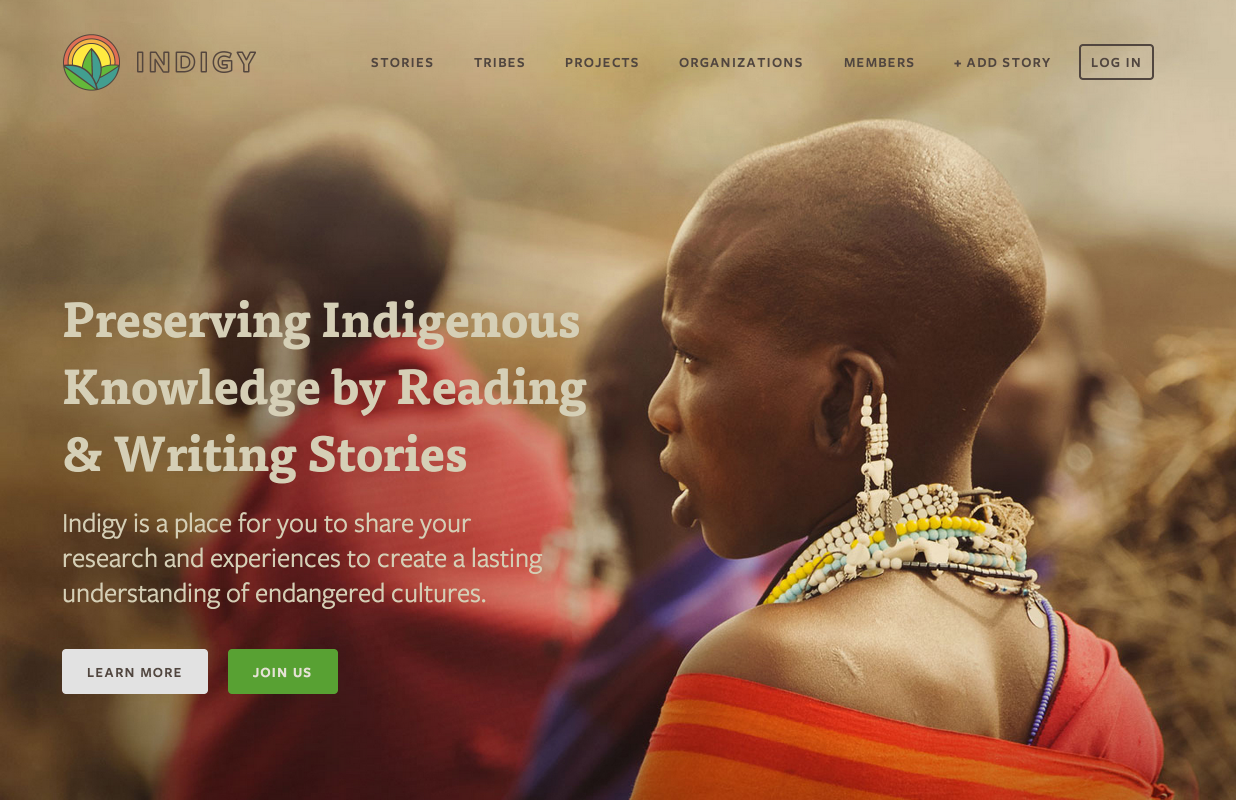 INDIGY
STORIES
TRIBES
PROJECTS
ORGANIZATIONS
MEMBERS
+ ADD STORY
LOG IN
Preserving Indigenous
Knowledge by Reading
& Writing Stories
Indigy is a place for you to share your
research and experiences to create a lasting
understanding of endangered cultures.
LEARN MORE
JOIN US